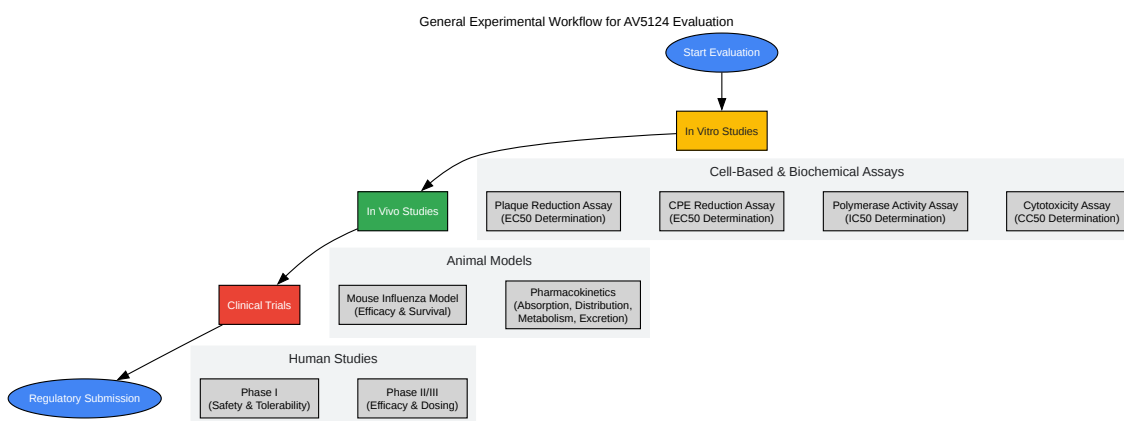 General Experimental Workflow for AV5124 Evaluation
Start Evaluation
In Vitro Studies
Cell-Based & Biochemical Assays
Plaque Reduction Assay
(EC50 Determination)
CPE Reduction Assay
(EC50 Determination)
Polymerase Activity Assay
(IC50 Determination)
Cytotoxicity Assay
(CC50 Determination)
In Vivo Studies
Animal Models
Mouse Influenza Model
(Efficacy & Survival)
Pharmacokinetics
(Absorption, Distribution,
Metabolism, Excretion)
Clinical Trials
Human Studies
Phase I
(Safety & Tolerability)
Phase II/III
(Efficacy & Dosing)
Regulatory Submission